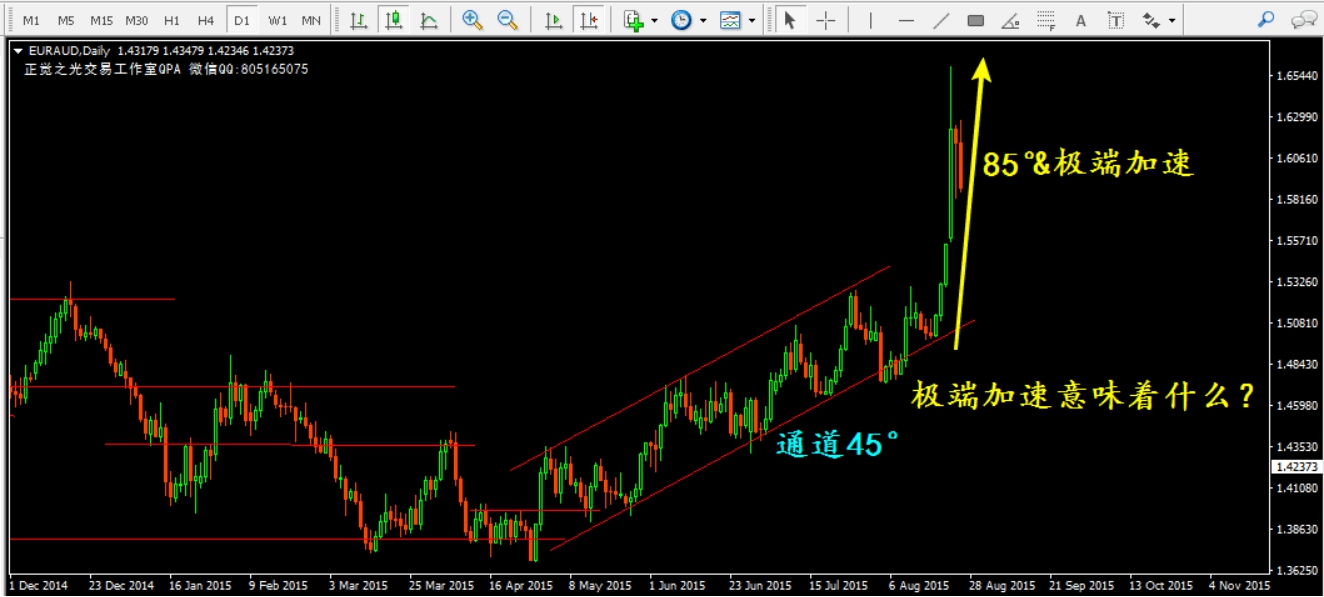 M1 M5 M15 M30 H1 H4 D1 W1 MN
A T
F
EURAUD,Daily 1.43179 1.43479 1.42346 1.42373
正觉之光交易工作室QPA 微信QQ:805165075
85°&极端加速
极端加速意味着什么？
通道45°
1.65440
1.62990
1.60610
1.58160
1.55710
1.53260
1.50810
1.48430
1.45980
1.43530
1.42373
1.41080
1.38630
1.36250
1 Dec 2014 23 Dec 2014 16 Jan 2015 9 Feb 2015 3 Mar 2015 25 Mar 2015 16 Apr 2015 8 May 2015 1 Jun 2015 23 Jun 2015 15 Jul 2015 6 Aug 2015 28 Aug 2015 21 Sep 2015 13 Oct 2015 4 Nov 2015